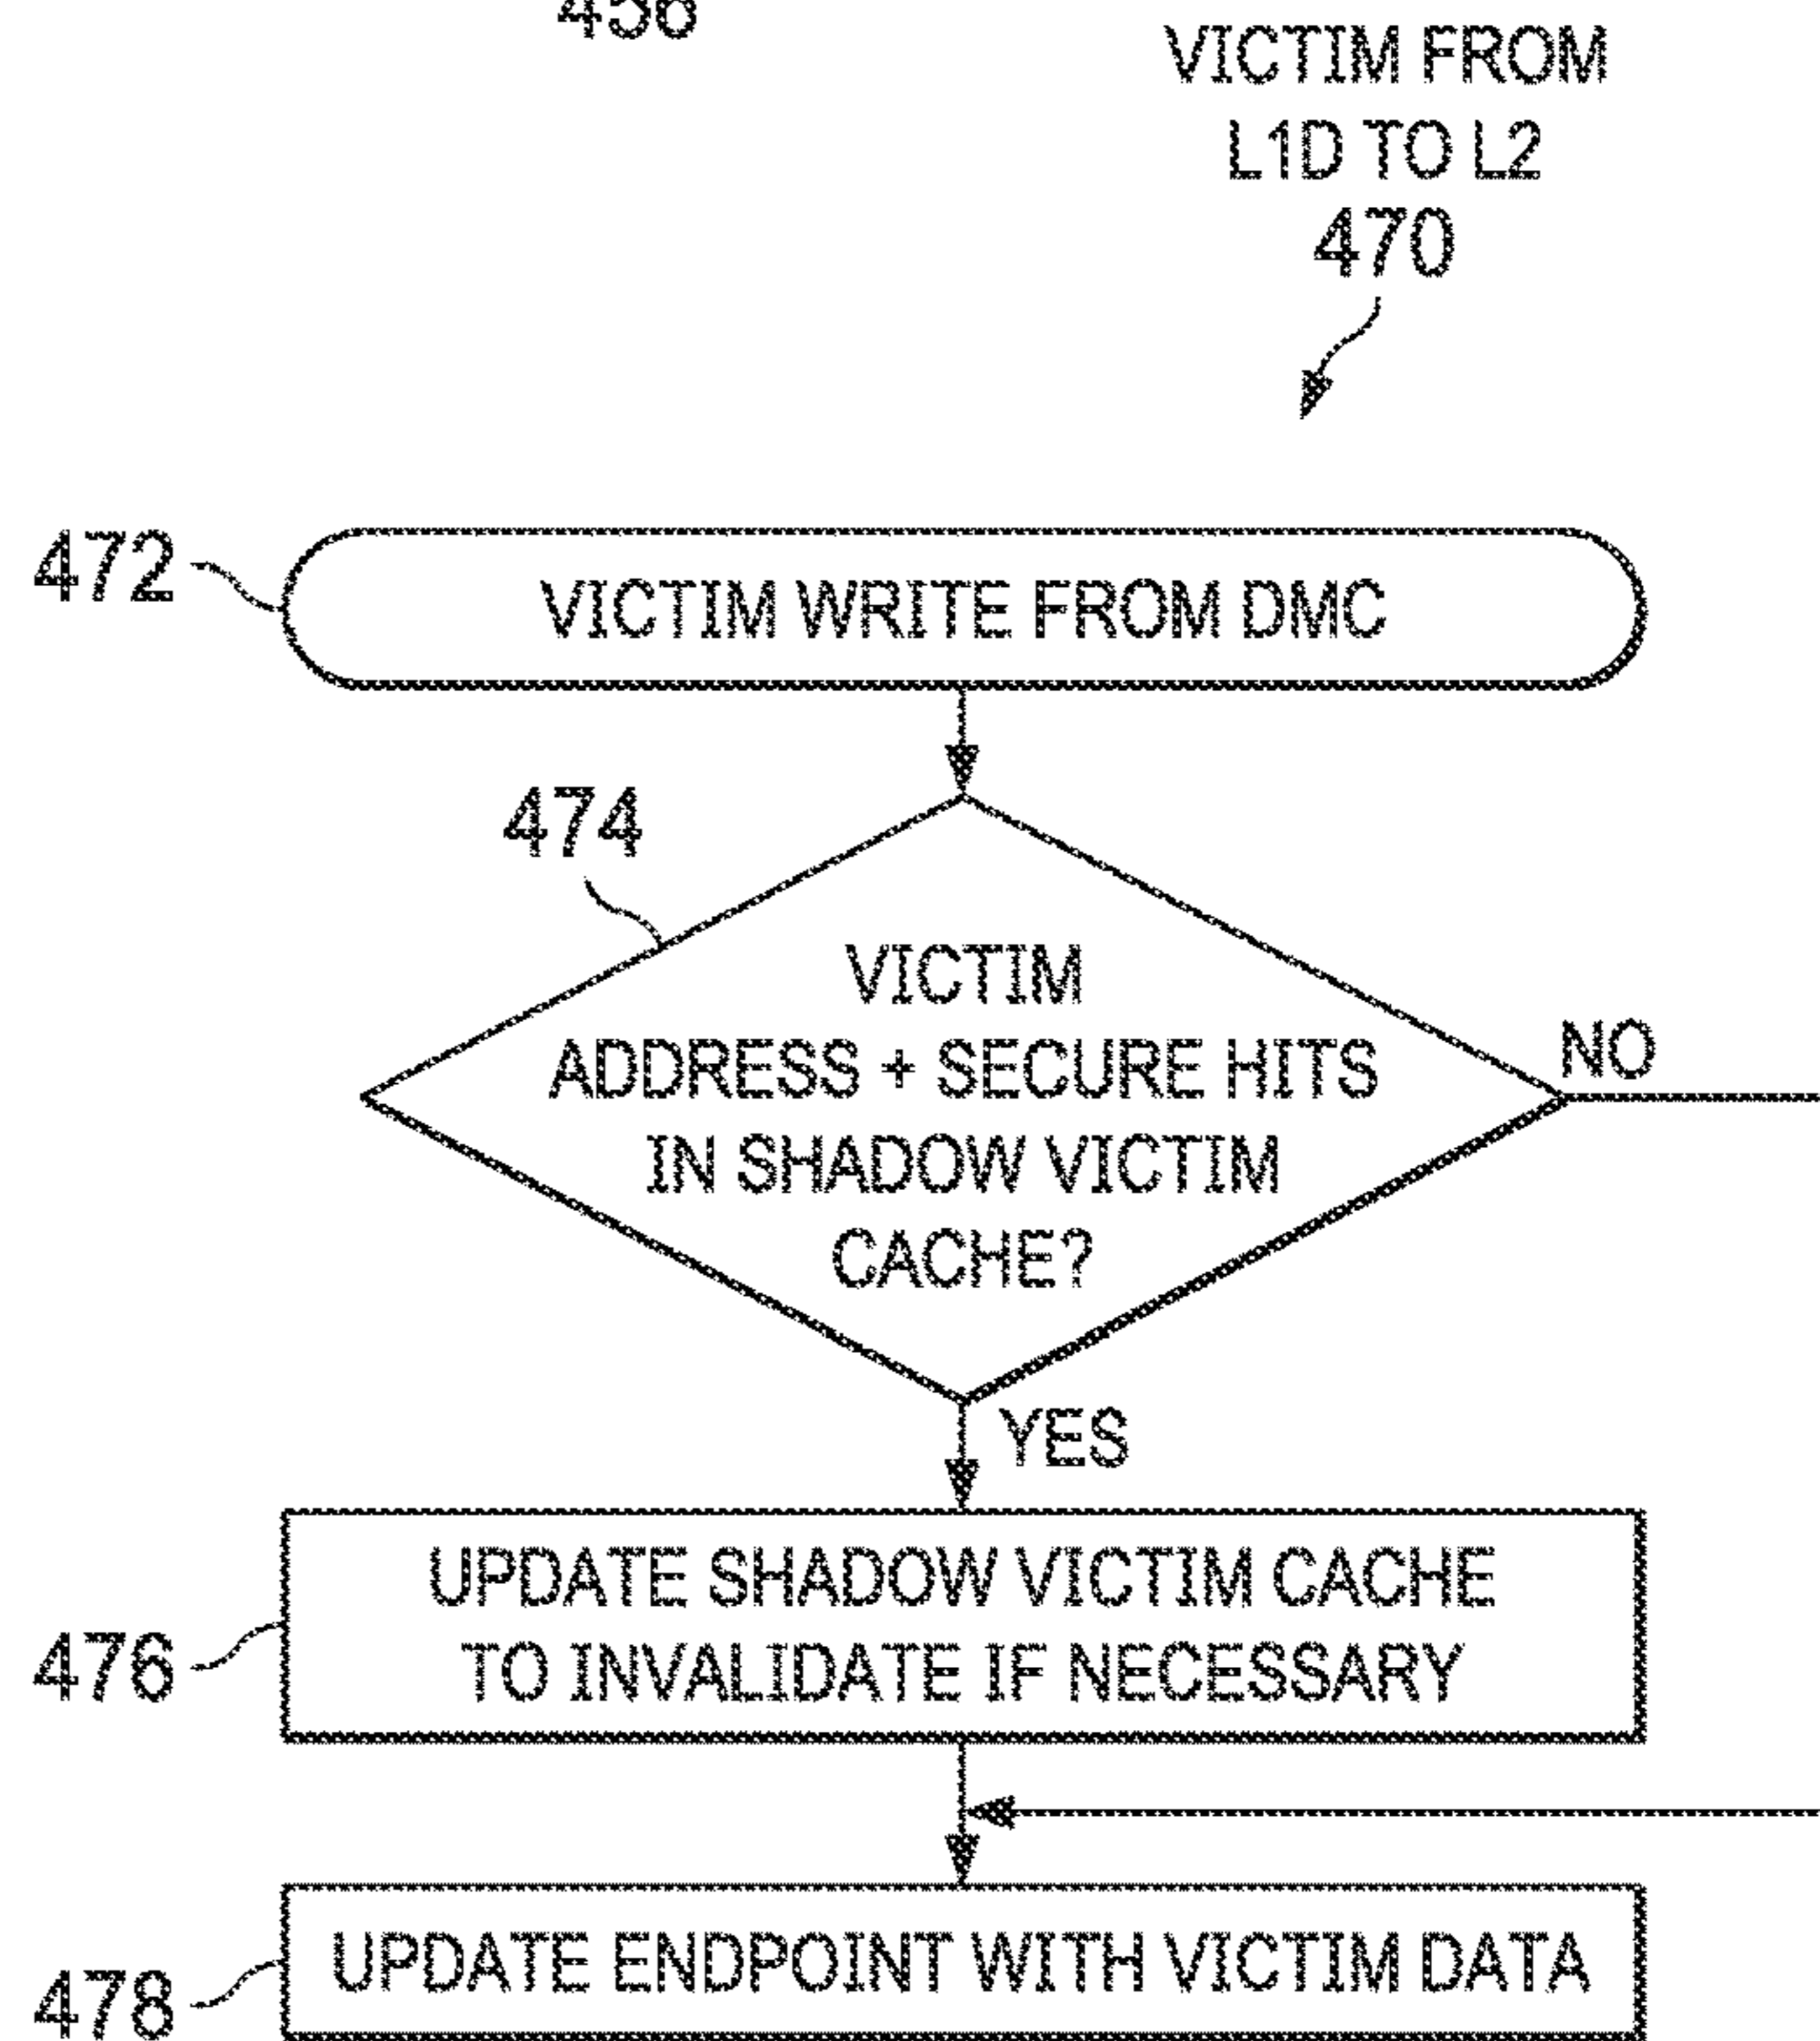 456
VICTIM FROM
L1D TO L2
470
472
VICTIM WRITE FROM DMC
474
VICTIM
ADDRESS + SECURE HITS
IN SHADOW VICTIM
CACHE?
NO
YES
UPDATE SHADOW VICTIM CACHE
TO INVALIDATE IF NECESSARY
476
UPDATE ENDPOINT WITH VICTIM DATA
478